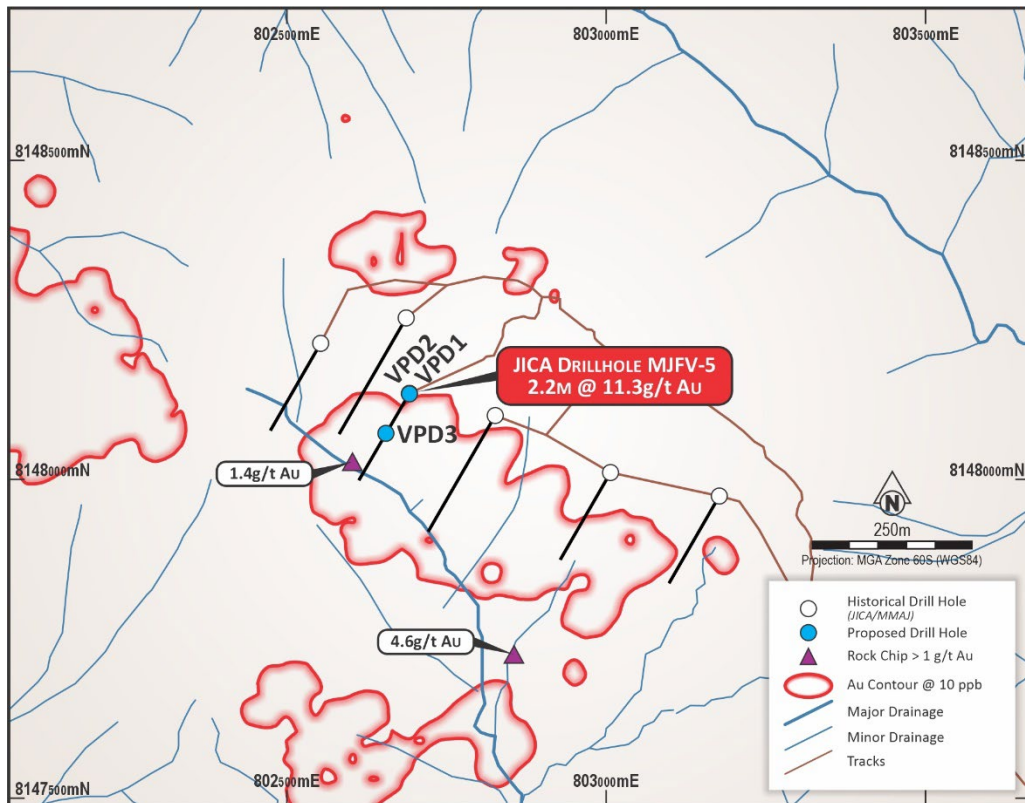 802500mE
803000mE
803500mE
8148500mN
8148500mN
VPD2
VPD1
JICA DRILLHOLE MJFV-5
2.2M @ 11.3g/t AU
VPD3
1.4g/t AU
8148000mN
8148000mN
N
250m
Projection: MGA Zone 60S (WGS84)
4.6g/t AU
Historical Drill Hole
(JICA/MMAJ)
Proposed Drill Hole
Rock Chip > 1 g/t Au
Au Contour @ 10 ppb
Major Drainage
Minor Drainage
Tracks
802500mE
803000mE
8147500mN